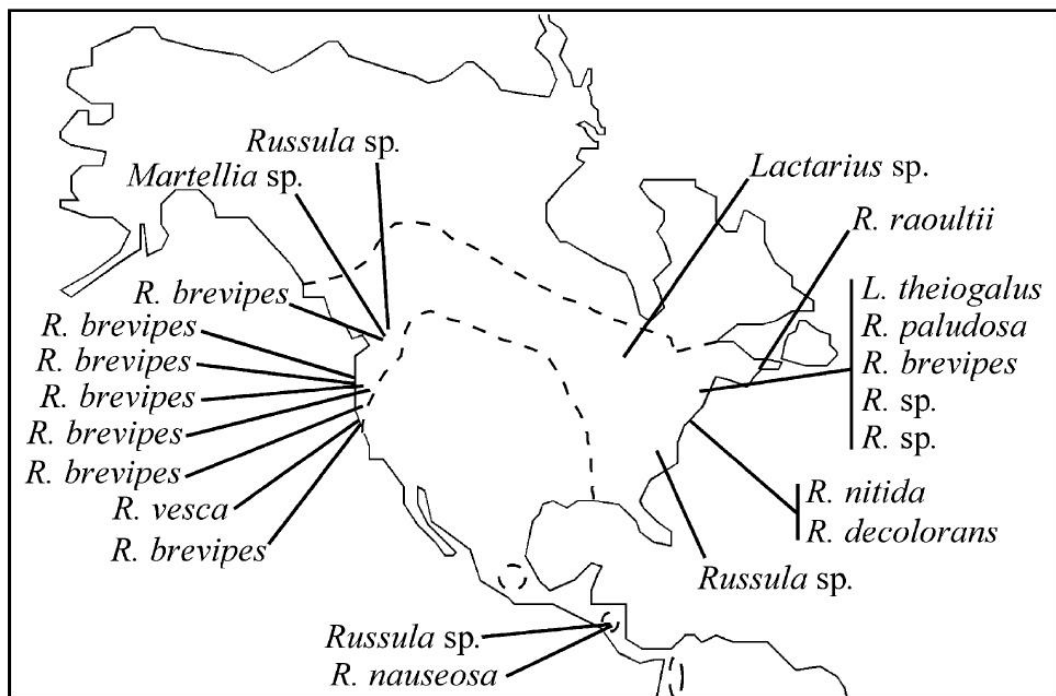 Russula sp.
Martellia sp.
R. brevipes
R. brevipes
R. brevipes
R. brevipes
R. brevipes
R. brevipes
R. vesca
R. brevipes
Lactarius sp.
R. raoultii
L. theiogalus
R. paludosa
R. brevipes
R. sp.
R. sp.
R. nitida
R. decolorans
Russula sp.
Russula sp.
R. nauseosa